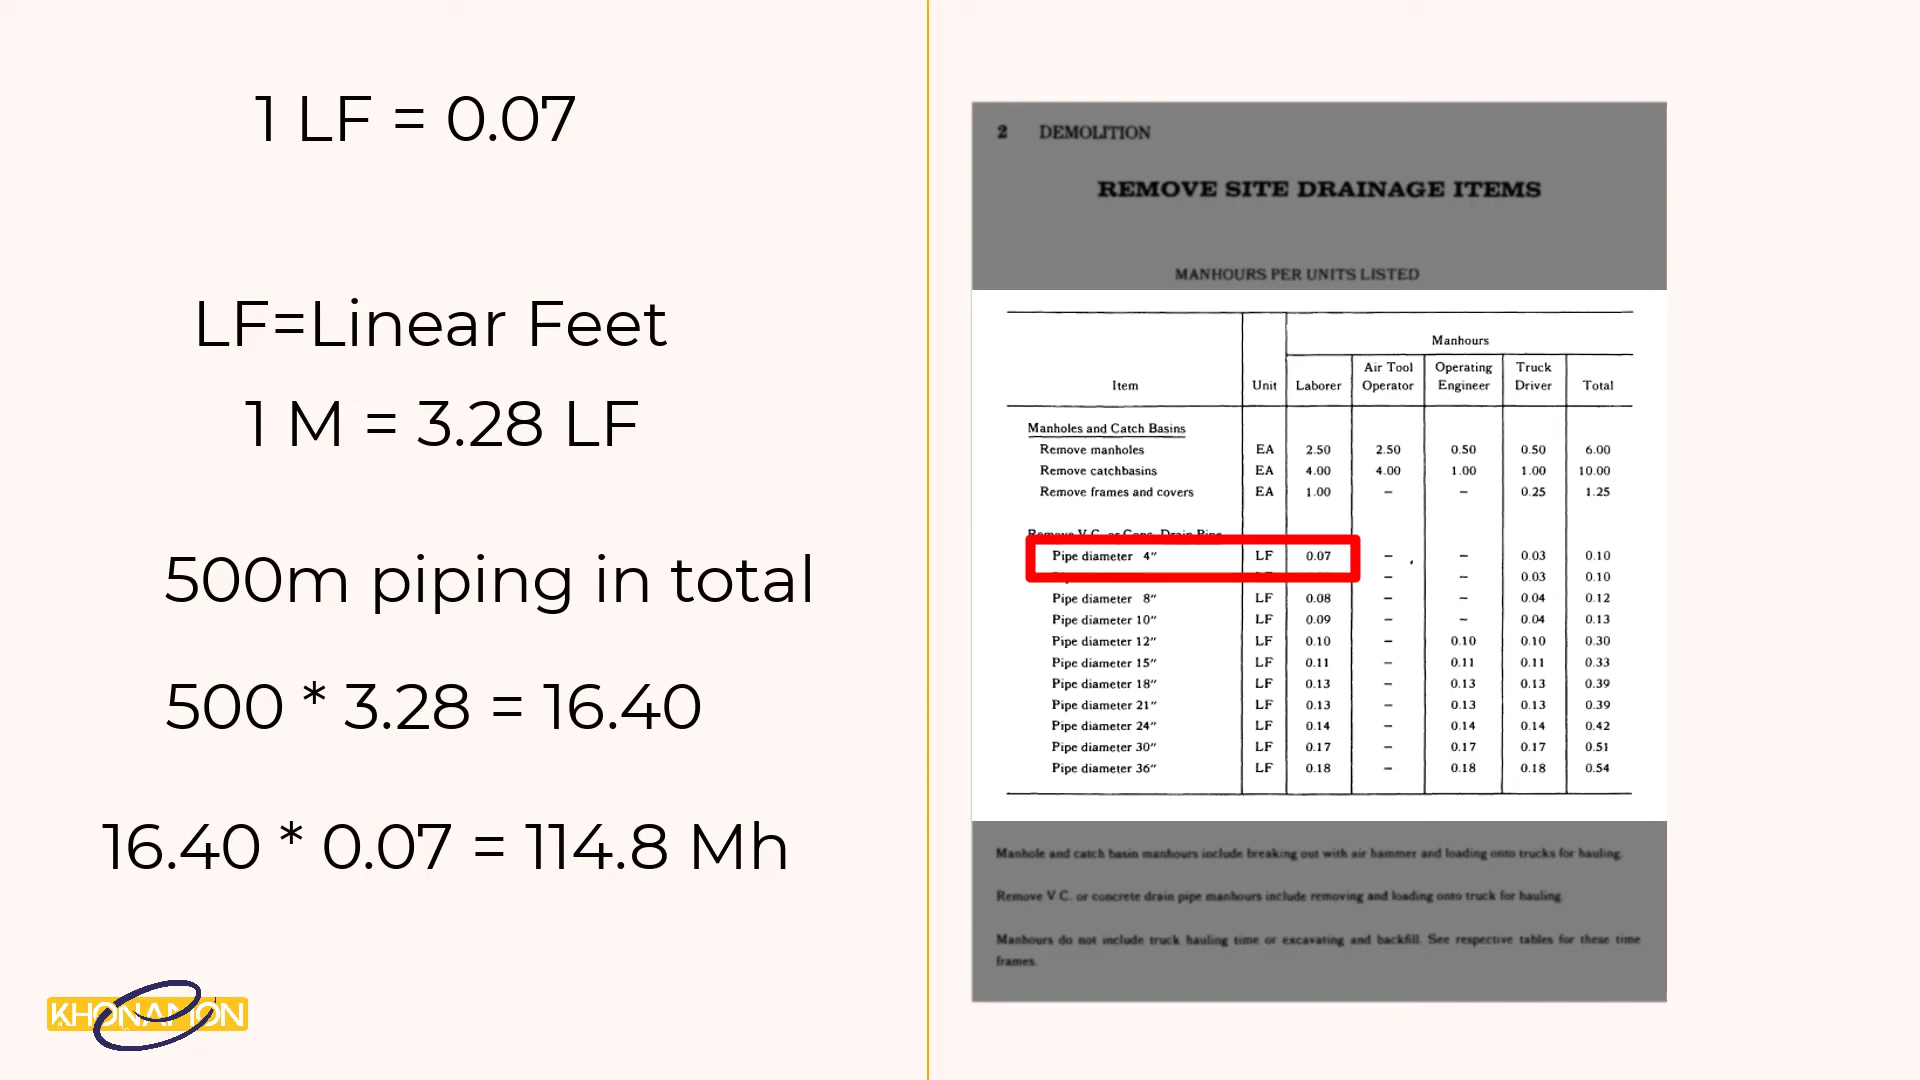 1 LF = 0.07
LF=Linear Feet
1 M = 3.28 LF
500m piping in total
500 * 3.28 = 16.40
16.40 * 0.07 = 114.8 Mh
KHONAMON
2 DEMOLITION
REMOVE SITE DRAINAGE ITEMS
MANHOURS PER UNITS LISTED
Manhours
Item Unit Laborer Air Tool Operator Operating Engineer Truck Driver Total
Manholes and Catch Basins
Remove manholes EA 2.50 2.50 0.50 0.50 6.00
Remove catchbasins EA 4.00 4.00 1.00 1.00 10.00
Remove frames and covers EA 1.00 – – 0.25 1.25
Remove V.C. or Conc. Drain Pipe
Pipe diameter 4″ LF 0.07 – – 0.03 0.10
– – 0.03 0.10
Pipe diameter 8″ LF 0.08 – – 0.04 0.12
Pipe diameter 10″ LF 0.09 – – 0.04 0.13
Pipe diameter 12″ LF 0.10 – 0.10 0.10 0.30
Pipe diameter 15″ LF 0.11 – 0.11 0.11 0.33
Pipe diameter 18″ LF 0.13 – 0.13 0.13 0.39
Pipe diameter 21″ LF 0.13 – 0.13 0.13 0.39
Pipe diameter 24″ LF 0.14 – 0.14 0.14 0.42
Pipe diameter 30″ LF 0.17 – 0.17 0.17 0.51
Pipe diameter 36″ LF 0.18 – 0.18 0.18 0.54
Manhole and catch basin manhours include breaking out with air hammer and loading onto trucks for hauling.
Remove V.C. or concrete drain pipe manhours include removing and loading onto truck for hauling.
Manhours do not include truck hauling time or excavating and backfill. See respective tables for these time
frames.